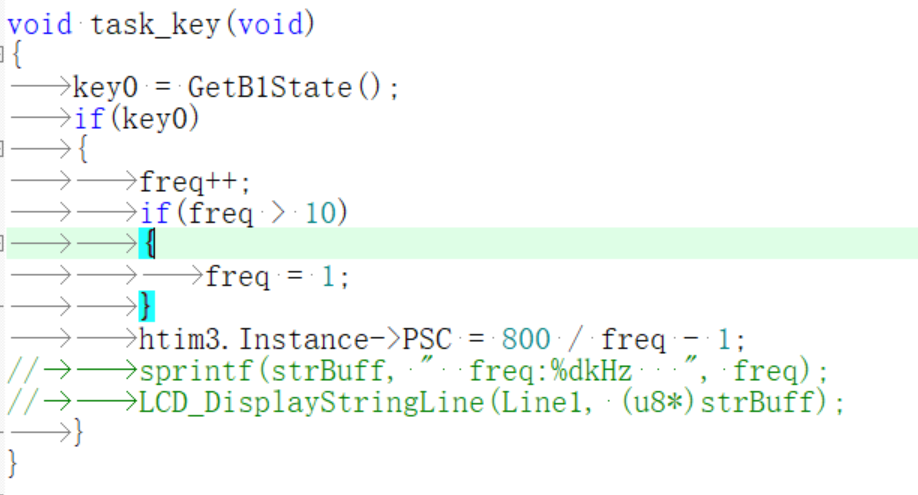 void task_key(void)
{
key0 = GetB1State();
if(key0)
{
freq++;
if(freq > 10)
{
freq = 1;
}
htim3.Instance->PSC = 800 / freq - 1;
// sprintf(strBuff, "  freq:%dkHz   ", freq);
// LCD_DisplayStringLine(Line1, (u8*)strBuff);
}
}